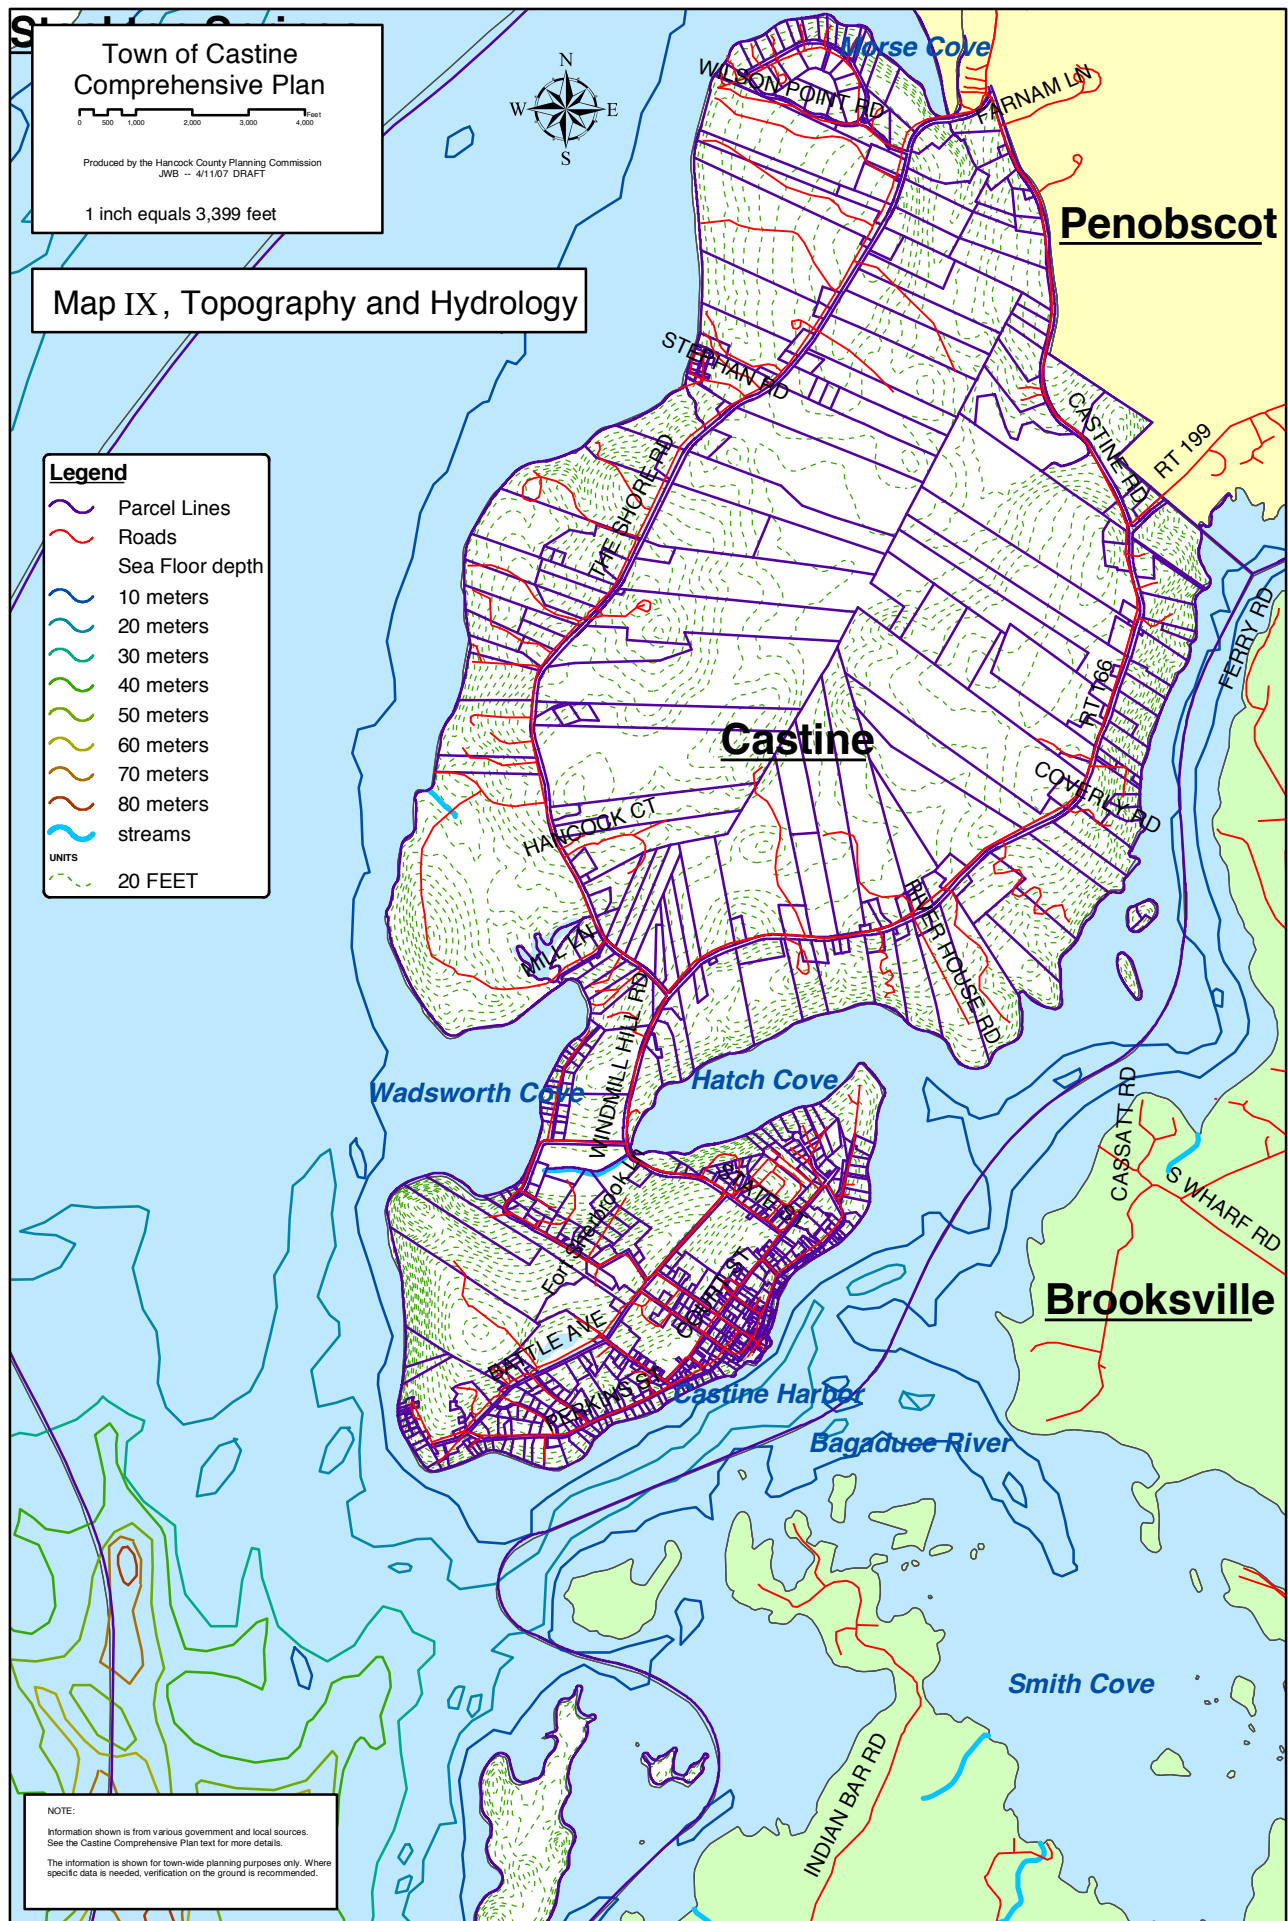 Town of Castine
Comprehensive Plan
Feet
0 500 1,000 2,000 3,000 4,000
Produced by the Hancock County Planning Commission
JWB -- 4/11/07 DRAFT
1 inch equals 3,399 feet
N
W E
S
Morse Cove
WILSON POINT RD
FARNAM LN
Penobscot
Map IX, Topography and Hydrology
STEPHAN RD
CASTINE RD
RT 199
THE SHORE RD
Legend
Parcel Lines
Roads
Sea Floor depth
10 meters
20 meters
30 meters
40 meters
50 meters
60 meters
70 meters
80 meters
streams
UNITS
20 FEET
FERRY RD
RT 166
Castine
COVERLY RD
HANCOCK CT
RIVER HOUSE RD
MILL LN
WINDMILL HILL RD
Wadsworth Cove
Hatch Cove
CASSATT RD
S WHARF RD
STATE ST
Fort Sherbrook Ln
COURT ST
Brooksville
BATTLE AVE
PERKINS ST
Castine Harbor
Bagaduce River
Smith Cove
INDIAN BAR RD
NOTE:
Information shown is from various government and local sources.
See the Castine Comprehensive Plan text for more details.
The information is shown for town-wide planning purposes only. Where
specific data is needed, verification on the ground is recommended.